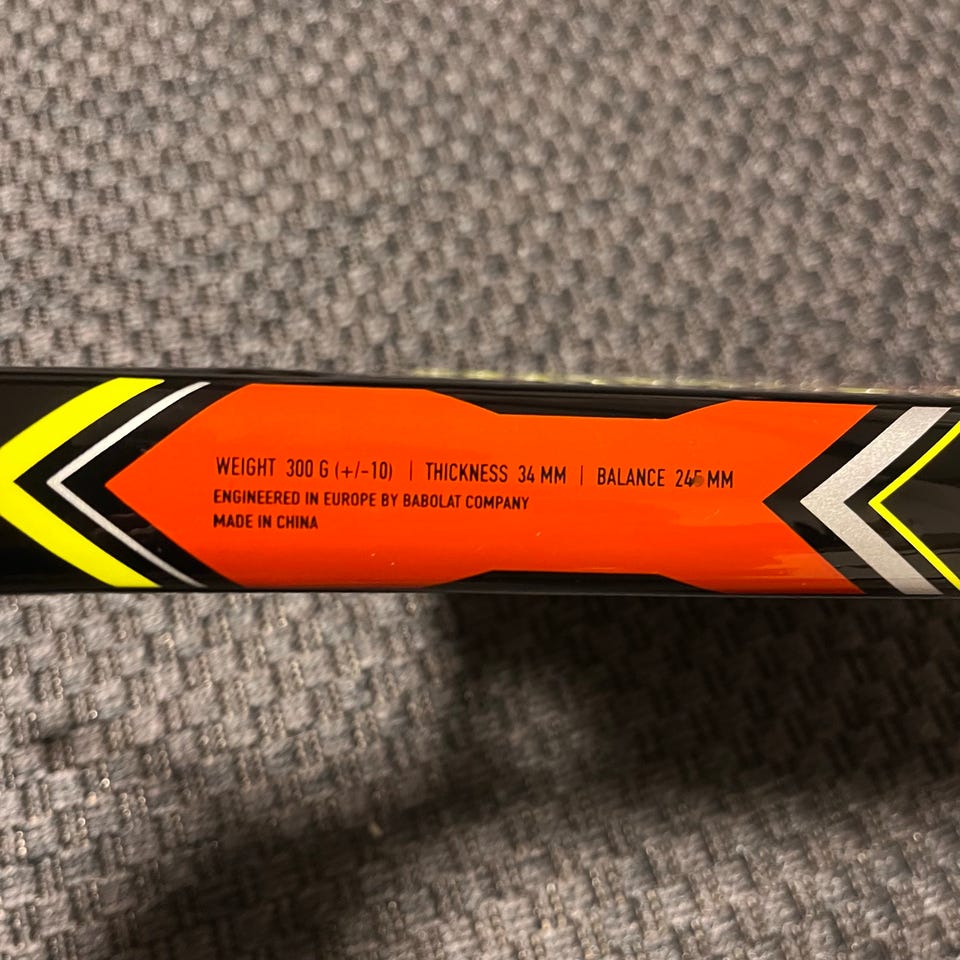 WEIGHT 300 G (+/-10) | THICKNESS 34 MM | BALANCE 245 MM
ENGINEERED IN EUROPE BY BABOLAT COMPANY
MADE IN CHINA